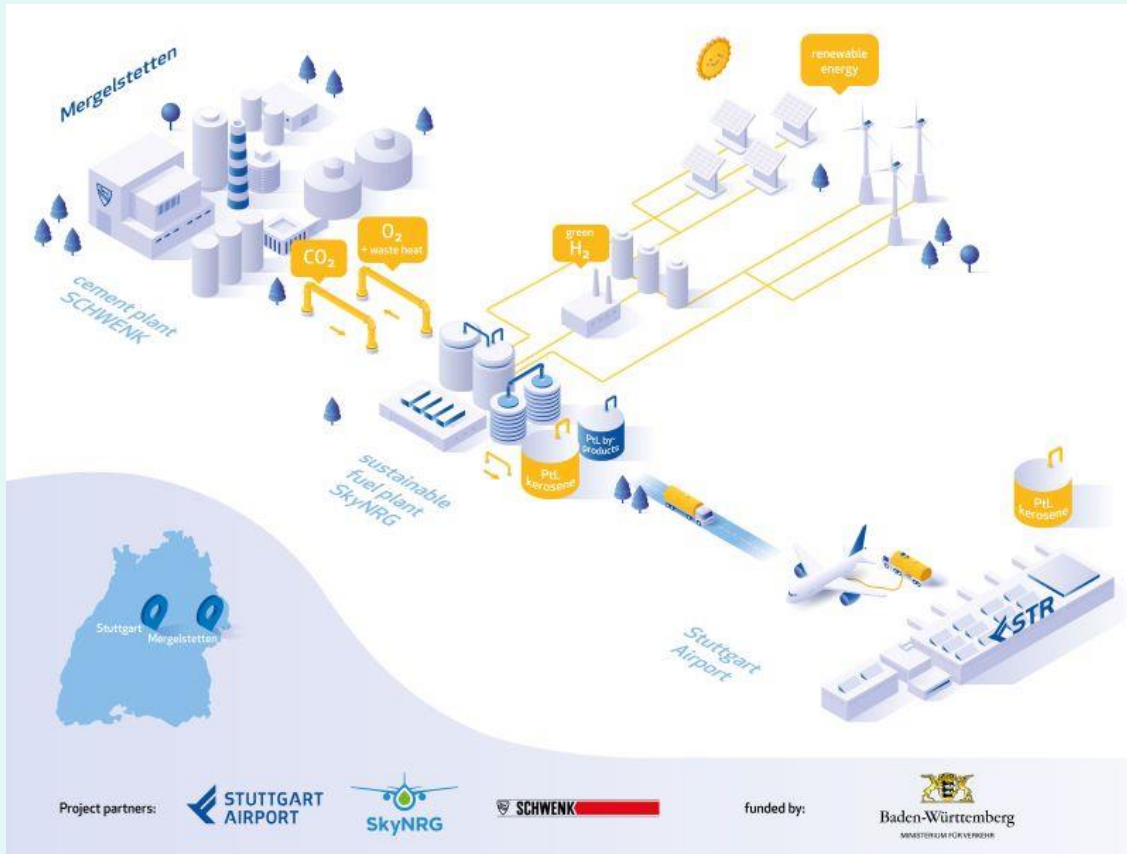 Mergelstetten
renewable
energy
O₂
+ waste heat
CO₂
green
H₂
cement plant
SCHWENK
PtL by-
products
PtL
kerosene
sustainable
fuel plant
SkyNRG
PtL
kerosene
STR
Stuttgart
Airport
Stuttgart
Mergelstetten
Project partners:
STUTTGART
AIRPORT
SkyNRG
SCHWENK
funded by:
Baden-Württemberg
MINISTERIUM FÜR VERKEHR